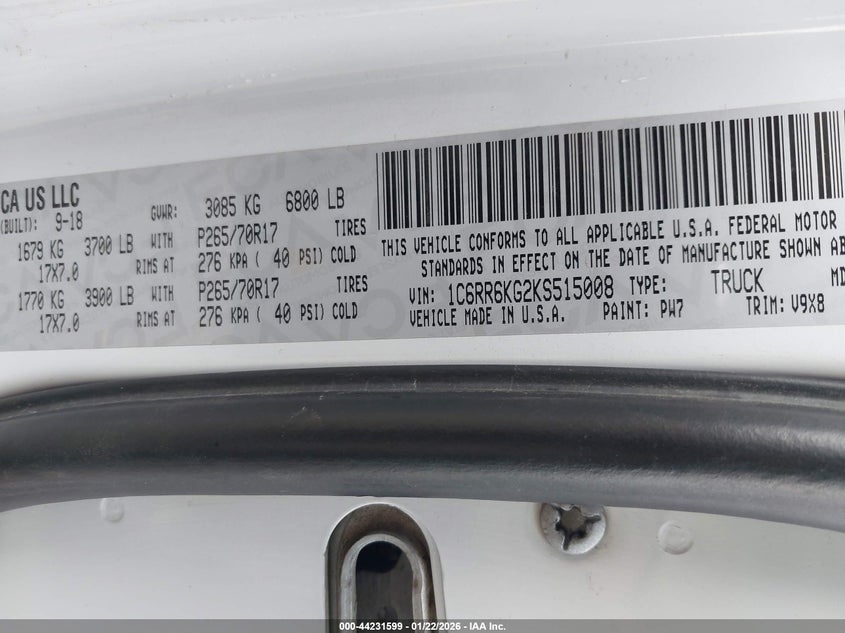 CA US LLC
(BUILT): 9-18 GVWR: 3085 KG 6800 LB
1679 KG 3700 LB WITH P265/70R17 TIRES
17X7.0 RIMS AT 276 KPA ( 40 PSI) COLD
1770 KG 3900 LB WITH P265/70R17 TIRES
17X7.0 RIMS AT 276 KPA ( 40 PSI) COLD
THIS VEHICLE CONFORMS TO ALL APPLICABLE U.S.A. FEDERAL MOTOR
STANDARDS IN EFFECT ON THE DATE OF MANUFACTURE SHOWN AB
VIN: 1C6RR6KG2KS515008 TYPE: TRUCK MD
VEHICLE MADE IN U.S.A. PAINT: PW7 TRIM: V9X8
000-44231599 - 01/22/2026 - IAA Inc.